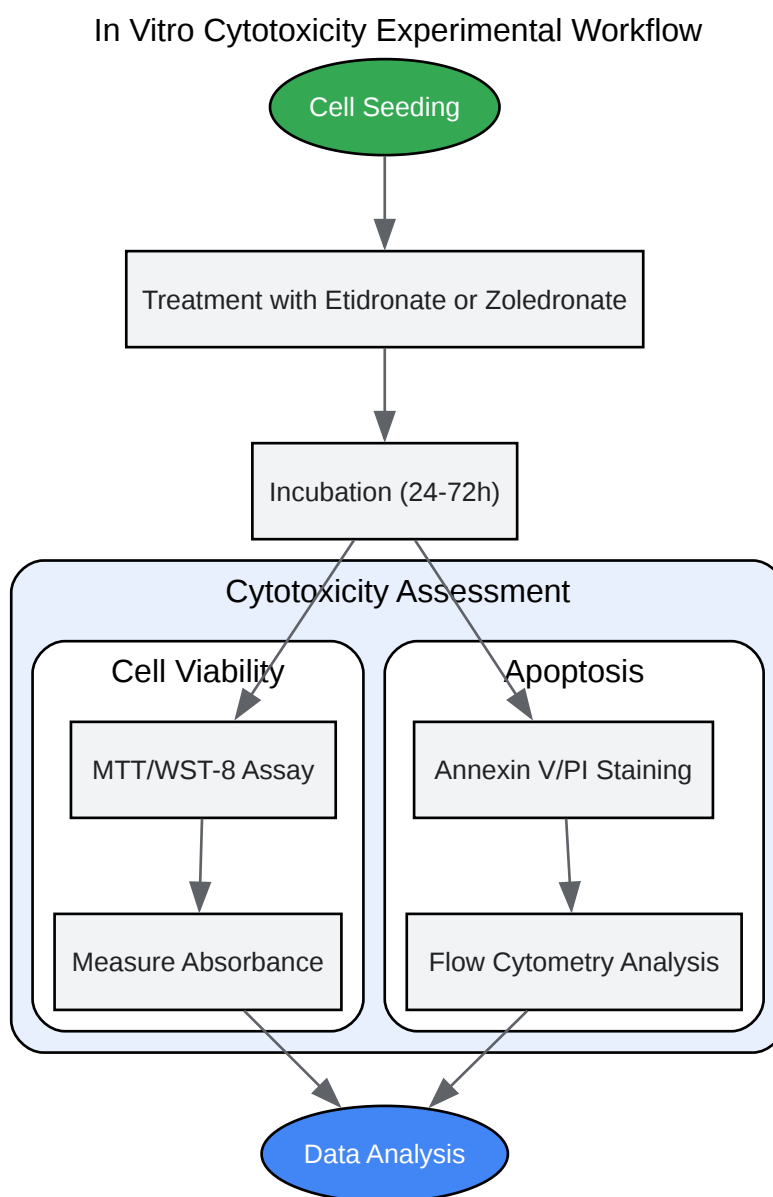 In Vitro Cytotoxicity Experimental Workflow
Cell Seeding
Treatment with Etidronate or Zoledronate
Incubation (24-72h)
Cytotoxicity Assessment
Cell Viability
MTT/WST-8 Assay
Measure Absorbance
Apoptosis
Annexin V/PI Staining
Flow Cytometry Analysis
Data Analysis